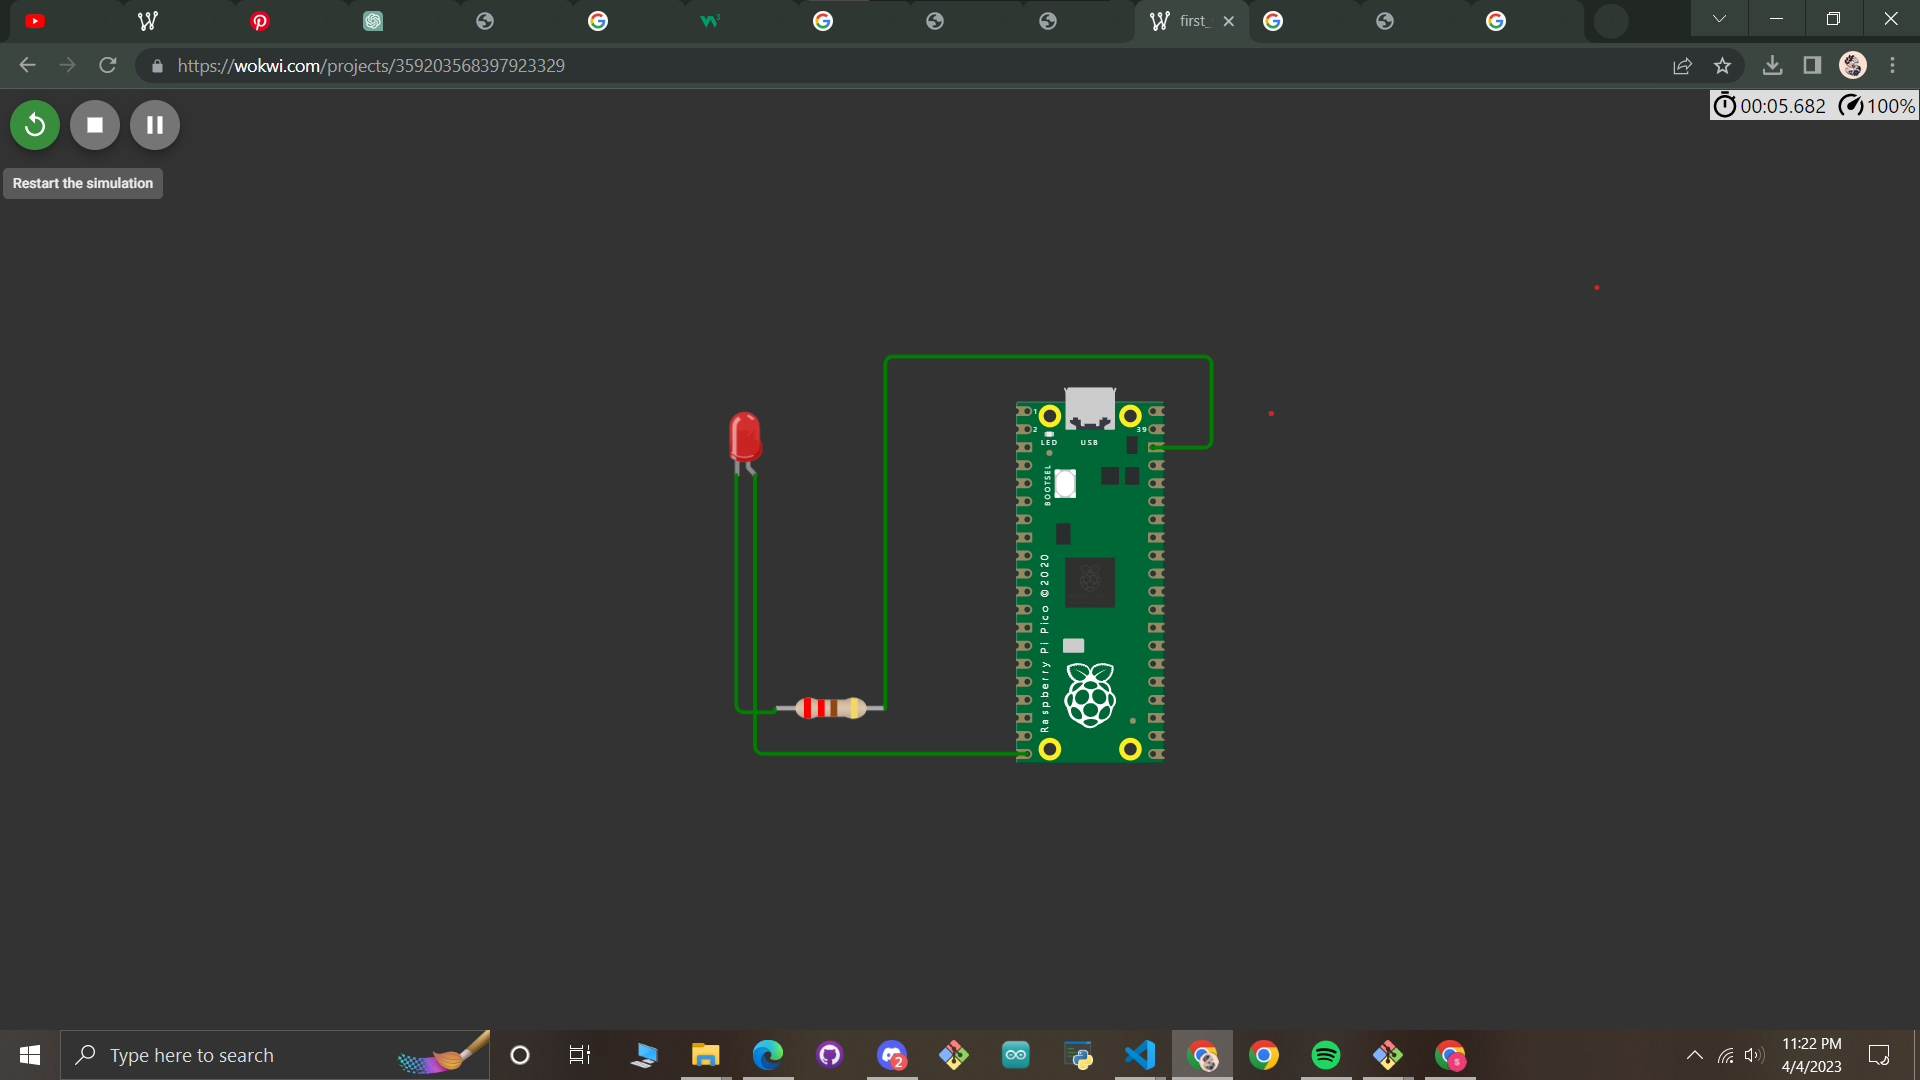 first_
https://wokwi.com/projects/359203568397923329
00:05.682 100%
Restart the simulation
1
2
39
LED USB
BOOTSEL
Raspberry Pi Pico ©2020
Type here to search
2
S
11:22 PM
4/4/2023